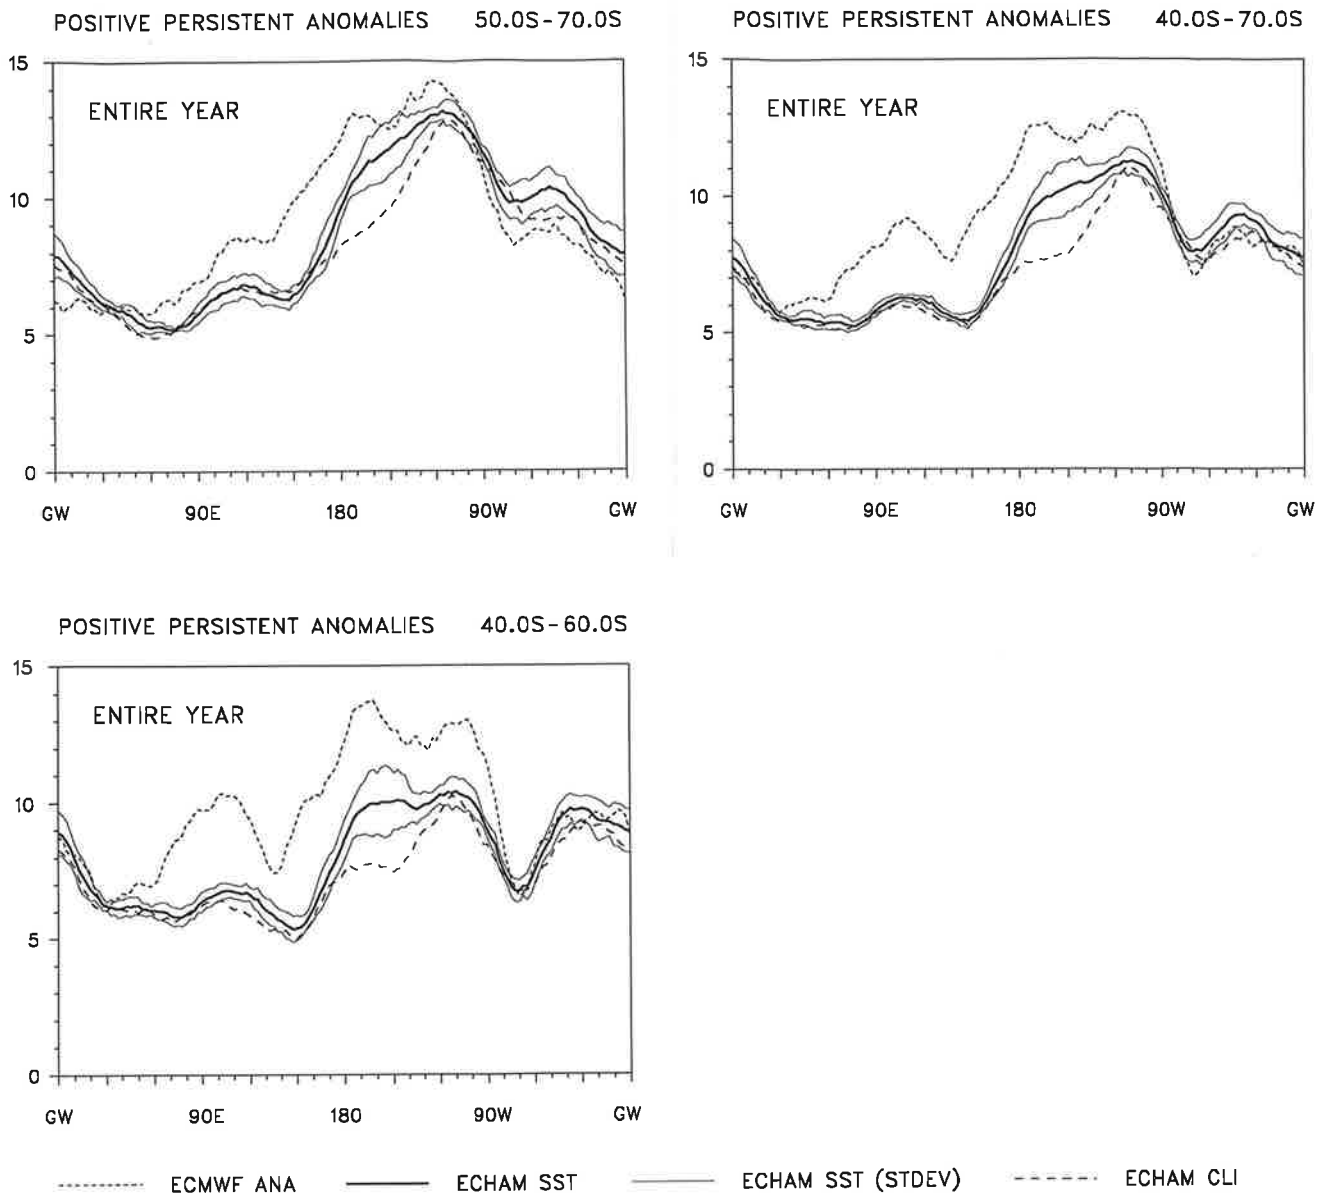 POSITIVE PERSISTENT ANOMALIES 50.0S-70.0S
15
ENTIRE YEAR
10
5
0
GW 90E 180 90W GW
POSITIVE PERSISTENT ANOMALIES 40.0S-70.0S
15
ENTIRE YEAR
10
5
0
GW 90E 180 90W GW
POSITIVE PERSISTENT ANOMALIES 40.0S-60.0S
15
ENTIRE YEAR
10
5
0
GW 90E 180 90W GW
ECMWF ANA ECHAM SST ECHAM SST (STDEV) ECHAM CLI